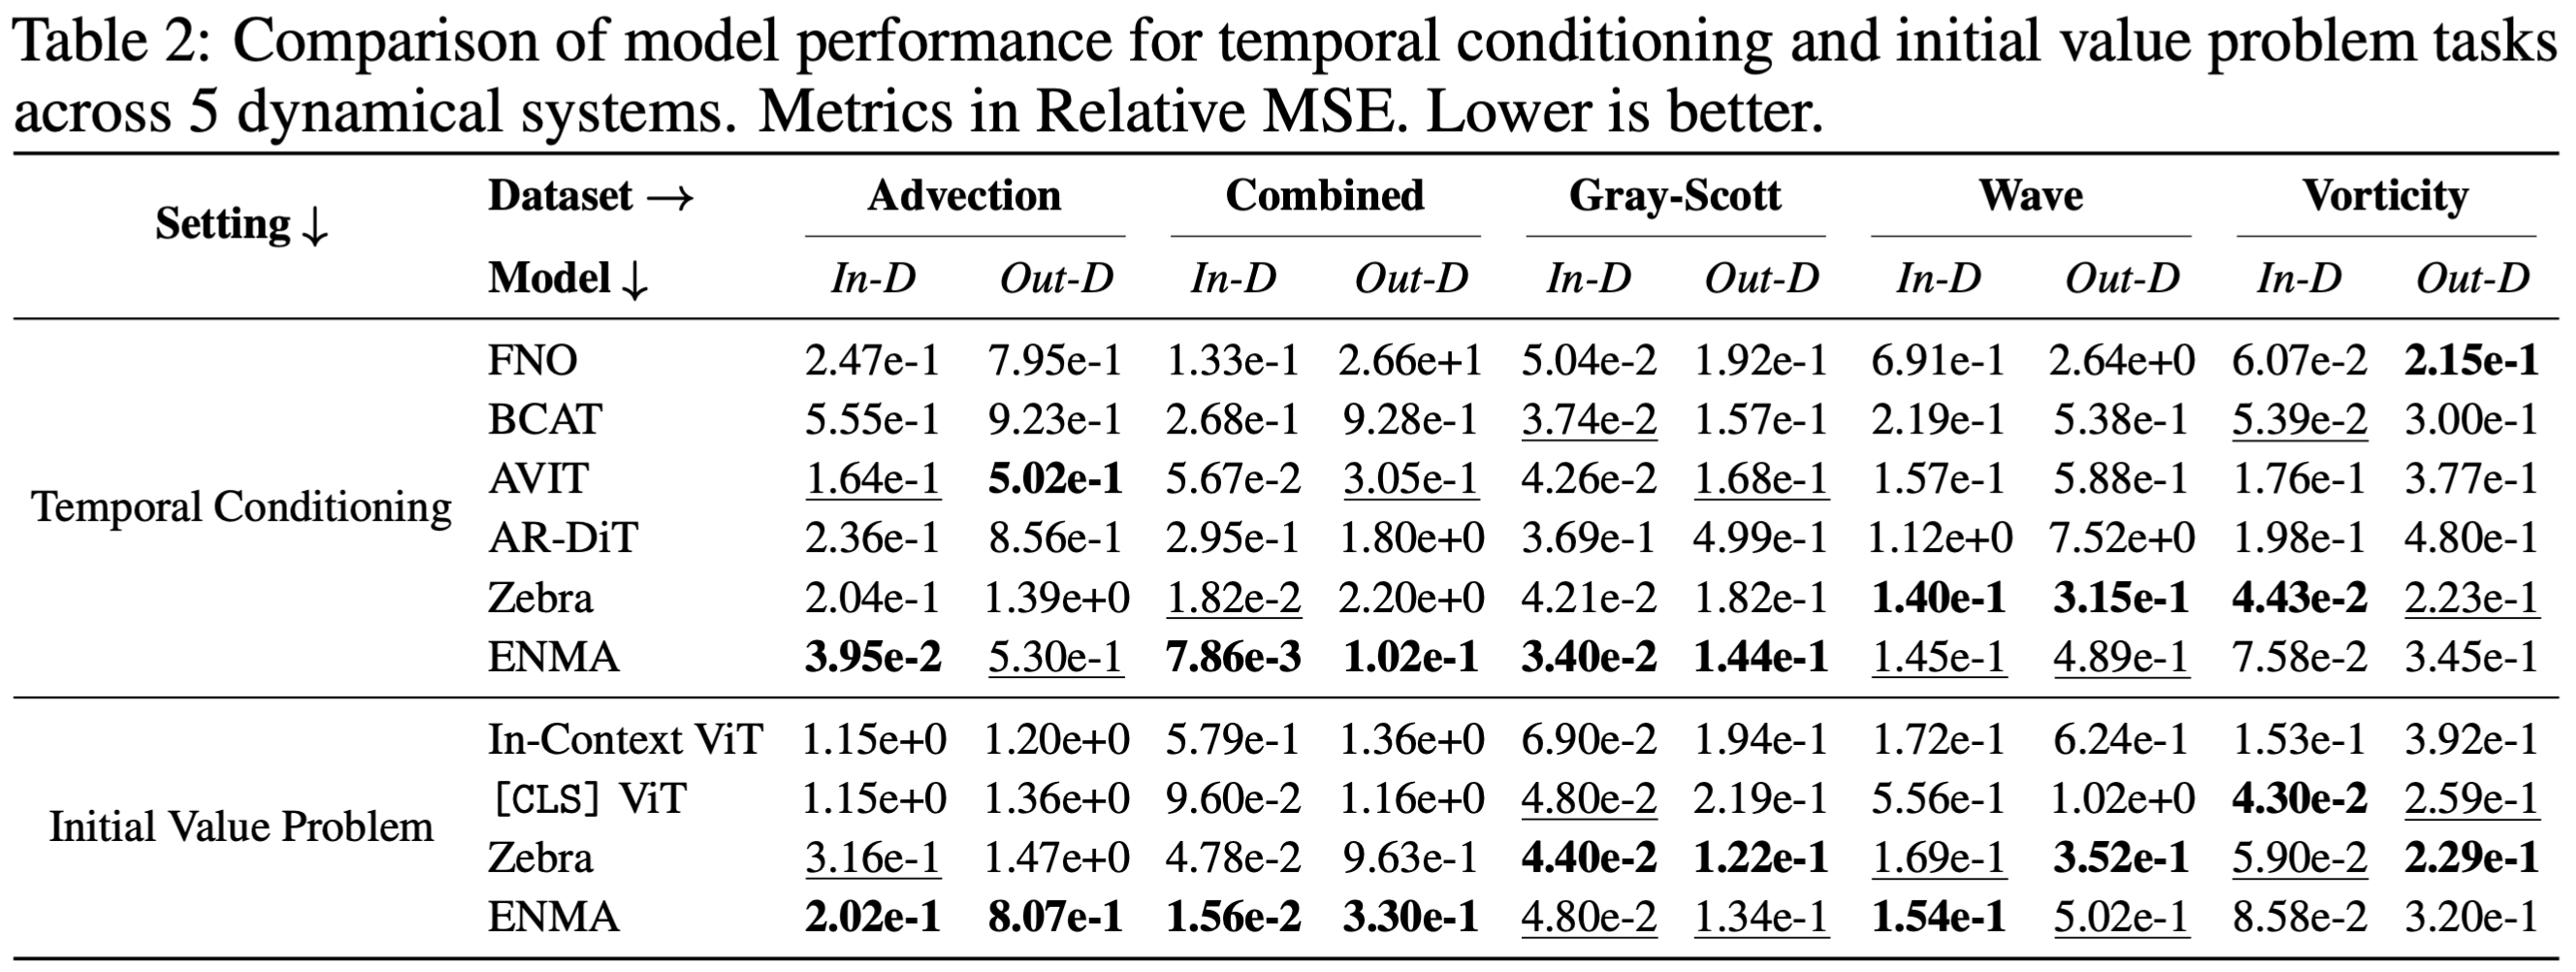 Table 2: Comparison of model performance for temporal conditioning and initial value problem tasks
across 5 dynamical systems. Metrics in Relative MSE. Lower is better.
Setting ↓ Dataset → Advection Combined Gray-Scott Wave Vorticity
Model ↓ In-D Out-D In-D Out-D In-D Out-D In-D Out-D In-D Out-D
Temporal Conditioning
FNO 2.47e-1 7.95e-1 1.33e-1 2.66e+1 5.04e-2 1.92e-1 6.91e-1 2.64e+0 6.07e-2 2.15e-1
BCAT 5.55e-1 9.23e-1 2.68e-1 9.28e-1 3.74e-2 1.57e-1 2.19e-1 5.38e-1 5.39e-2 3.00e-1
AVIT 1.64e-1 5.02e-1 5.67e-2 3.05e-1 4.26e-2 1.68e-1 1.57e-1 5.88e-1 1.76e-1 3.77e-1
AR-DiT 2.36e-1 8.56e-1 2.95e-1 1.80e+0 3.69e-1 4.99e-1 1.12e+0 7.52e+0 1.98e-1 4.80e-1
Zebra 2.04e-1 1.39e+0 1.82e-2 2.20e+0 4.21e-2 1.82e-1 1.40e-1 3.15e-1 4.43e-2 2.23e-1
ENMA 3.95e-2 5.30e-1 7.86e-3 1.02e-1 3.40e-2 1.44e-1 1.45e-1 4.89e-1 7.58e-2 3.45e-1
Initial Value Problem
In-Context ViT 1.15e+0 1.20e+0 5.79e-1 1.36e+0 6.90e-2 1.94e-1 1.72e-1 6.24e-1 1.53e-1 3.92e-1
[CLS] ViT 1.15e+0 1.36e+0 9.60e-2 1.16e+0 4.80e-2 2.19e-1 5.56e-1 1.02e+0 4.30e-2 2.59e-1
Zebra 3.16e-1 1.47e+0 4.78e-2 9.63e-1 4.40e-2 1.22e-1 1.69e-1 3.52e-1 5.90e-2 2.29e-1
ENMA 2.02e-1 8.07e-1 1.56e-2 3.30e-1 4.80e-2 1.34e-1 1.54e-1 5.02e-1 8.58e-2 3.20e-1